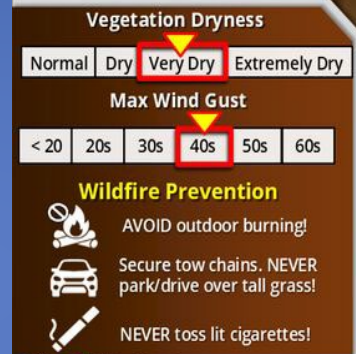 Vegetation Dryness
Normal Dry Very Dry Extremely Dry
Max Wind Gust
< 20 20s 30s 40s 50s 60s
Wildfire Prevention
AVOID outdoor burning!
Secure tow chains. NEVER
park/drive over tall grass!
NEVER toss lit cigarettes!